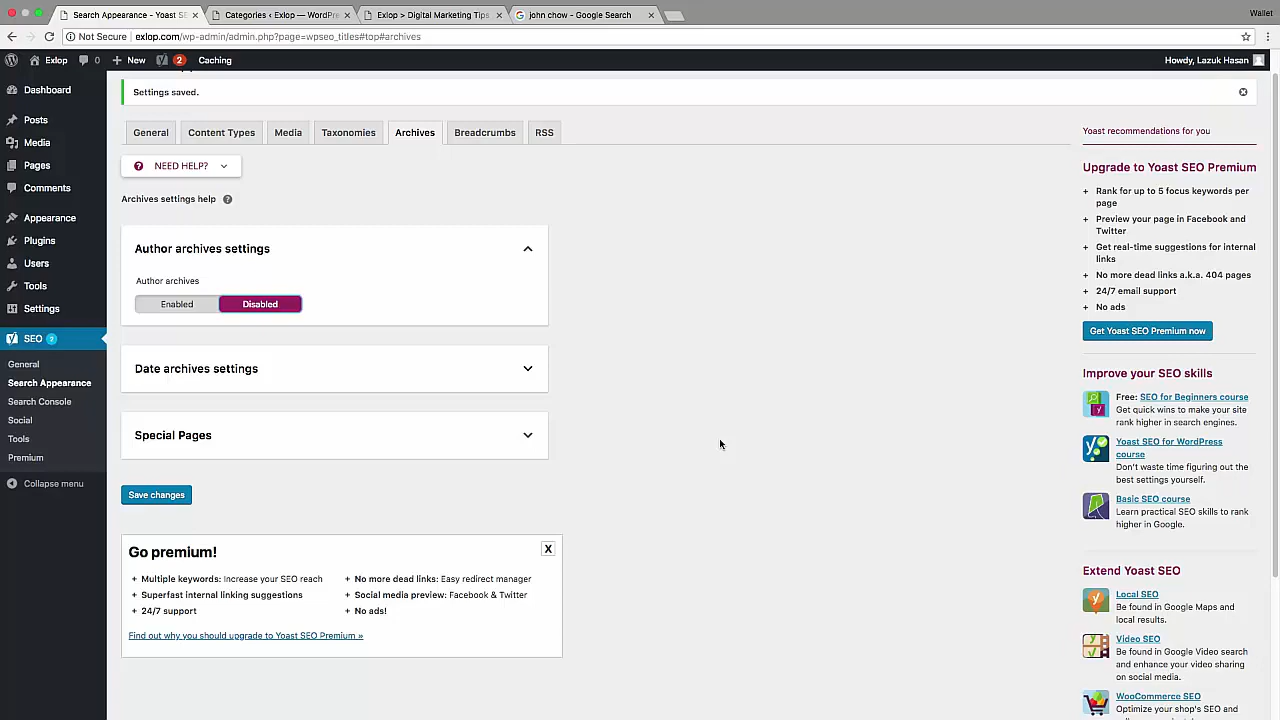 Search Appearance - Yoast SE
Categories ‹ Exlop — WordPre
Exlop > Digital Marketing Tips
john chow - Google Search
Wallet
Not Secure
exlop.com/wp-admin/admin.php?page=wpseo_titles#top#archives
Exlop
0
New
2
Caching
Howdy, Lazuk Hasan
Dashboard
Posts
Media
Pages
Comments
Appearance
Plugins
Users
Tools
Settings
SEO
General
Search Appearance
Search Console
Social
Tools
Premium
Collapse menu
Settings saved.
General
Content Types
Media
Taxonomies
Archives
Breadcrumbs
RSS
NEED HELP?
Archives settings help
Author archives settings
Author archives
Enabled
Disabled
Date archives settings
Special Pages
Save changes
Go premium!
X
+ Multiple keywords: Increase your SEO reach
+ Superfast internal linking suggestions
+ 24/7 support
+ No more dead links: Easy redirect manager
+ Social media preview: Facebook & Twitter
+ No ads!
Find out why you should upgrade to Yoast SEO Premium »
Yoast recommendations for you
Upgrade to Yoast SEO Premium
+ Rank for up to 5 focus keywords per
page
+ Preview your page in Facebook and
Twitter
+ Get real-time suggestions for internal
links
+ No more dead links a.k.a. 404 pages
+ 24/7 email support
+ No ads
Get Yoast SEO Premium now
Improve your SEO skills
Free: SEO for Beginners course
Get quick wins to make your site
rank higher in search engines.
Yoast SEO for WordPress
course
Don't waste time figuring out the
best settings yourself.
Basic SEO course
Learn practical SEO skills to rank
higher in Google.
Extend Yoast SEO
Local SEO
Be found in Google Maps and
local results.
Video SEO
Be found in Google Video search
and enhance your video sharing
on social media.
WooCommerce SEO
Optimize your shop's SEO and